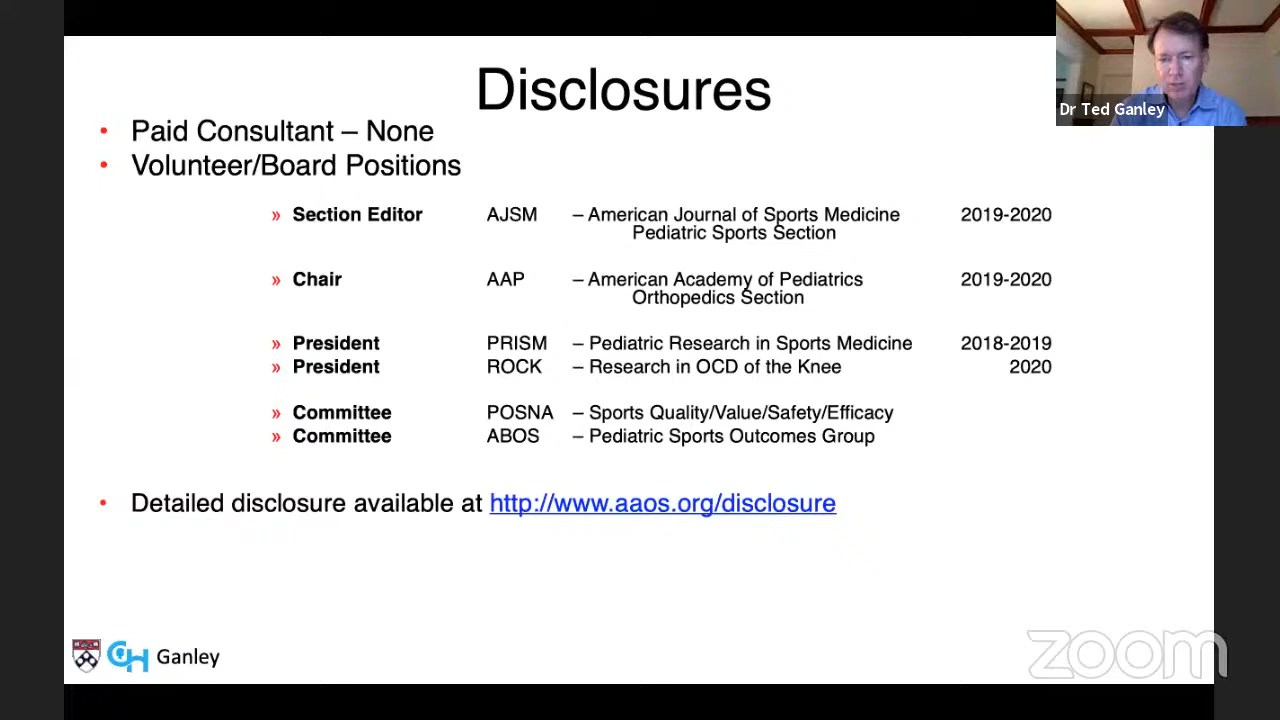 Disclosures
Dr Ted Ganley
• Paid Consultant – None
• Volunteer/Board Positions
» Section Editor AJSM – American Journal of Sports Medicine 2019-2020
Pediatric Sports Section
» Chair AAP – American Academy of Pediatrics 2019-2020
Orthopedics Section
» President PRISM – Pediatric Research in Sports Medicine 2018-2019
» President ROCK – Research in OCD of the Knee 2020
» Committee POSNA – Sports Quality/Value/Safety/Efficacy
» Committee ABOS – Pediatric Sports Outcomes Group
• Detailed disclosure available at http://www.aaos.org/disclosure
Ganley
zoom